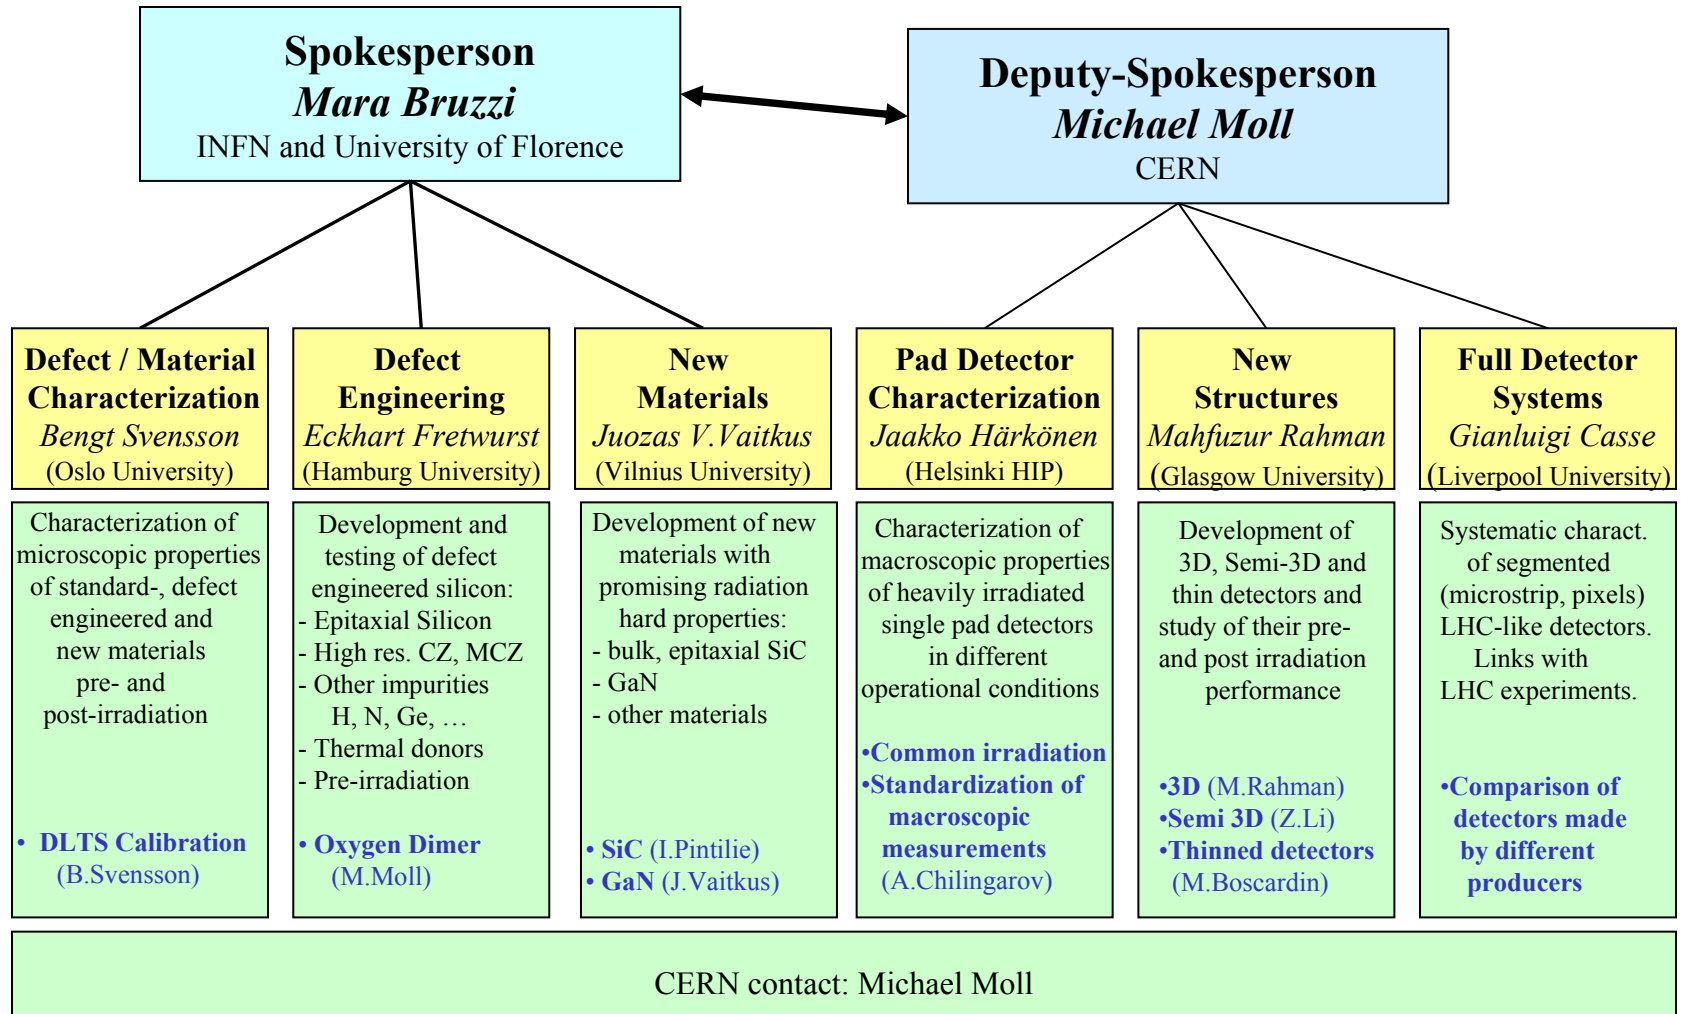 Spokesperson
Mara Bruzzi
INFN and University of Florence
Deputy-Spokesperson
Michael Moll
CERN
Defect / Material
Characterization
Bengt Svensson
(Oslo University)
Defect
Engineering
Eckhart Fretwurst
(Hamburg University)
New
Materials
Juozas V.Vaitkus
(Vilnius University)
Pad Detector
Characterization
Jaakko Härkönen
(Helsinki HIP)
New
Structures
Mahfuzur Rahman
(Glasgow University)
Full Detector
Systems
Gianluigi Casse
(Liverpool University)
Characterization of
microscopic properties
of standard-, defect
engineered and
new materials
pre- and
post-irradiation
• DLTS Calibration
(B.Svensson)
Development and
testing of defect
engineered silicon:
- Epitaxial Silicon
- High res. CZ, MCZ
- Other impurities
H, N, Ge, …
- Thermal donors
- Pre-irradiation
• Oxygen Dimer
(M.Moll)
Development of new
materials with
promising radiation
hard properties:
- bulk, epitaxial SiC
- GaN
- other materials
• SiC (I.Pintilie)
• GaN (J.Vaitkus)
Characterization of
macroscopic properties
of heavily irradiated
single pad detectors
in different
operational conditions
•Common irradiation
•Standardization of
macroscopic
measurements
(A.Chilingarov)
Development of
3D, Semi-3D and
thin detectors and
study of their pre-
and post irradiation
performance
•3D (M.Rahman)
•Semi 3D (Z.Li)
•Thinned detectors
(M.Boscardin)
Systematic charact.
of segmented
(microstrip, pixels)
LHC-like detectors.
Links with
LHC experiments.
•Comparison of
detectors made
by different
producers
CERN contact: Michael Moll